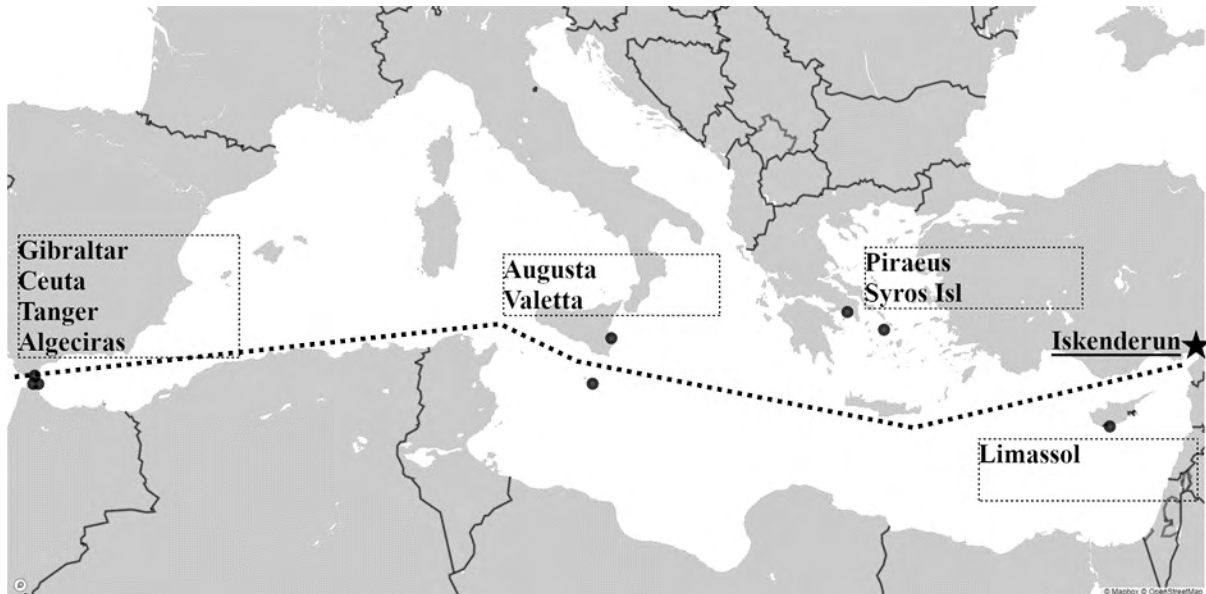 Gibraltar
Ceuta
Tanger
Algeciras
Augusta
Valetta
Piraeus
Syros Isl
Iskenderun
Limassol
© Mapbox © OpenStreetMap